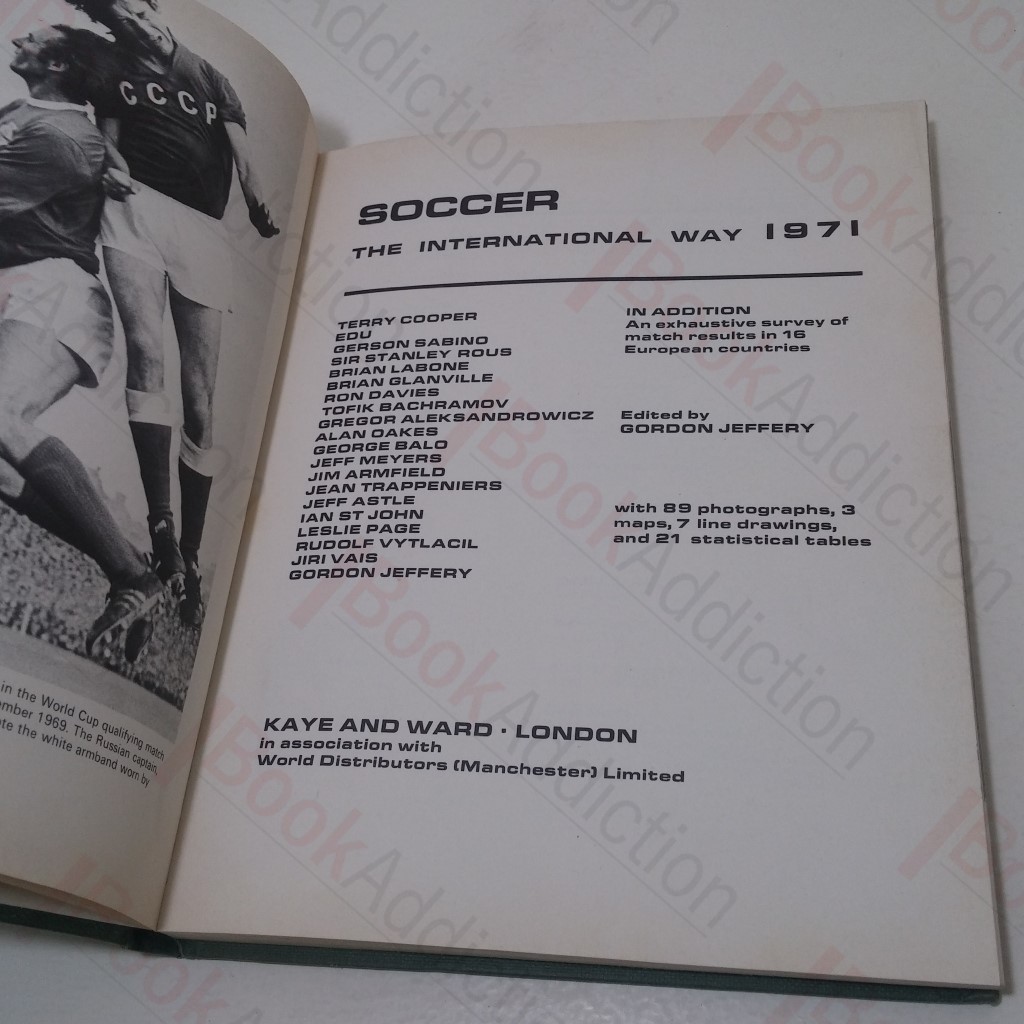 CCCP
in the World Cup qualifying match
mber 1969. The Russian captain,
te the white armband worn by
SOCCER
THE INTERNATIONAL WAY 1971
TERRY COOPER
EDU
GERSON SABINO
SIR STANLEY ROUS
BRIAN LABONE
BRIAN GLANVILLE
RON DAVIES
TOFIK BACHRAMOV
GREGOR ALEKSANDROWICZ
ALAN OAKES
GEORGE BALO
JEFF MEYERS
JIM ARMFIELD
JEAN TRAPPENIERS
JEFF ASTLE
IAN ST JOHN
LESLIE PAGE
RUDOLF VYTLACIL
JIRI VAIS
GORDON JEFFERY
IN ADDITION
An exhaustive survey of
match results in 16
European countries
Edited by
GORDON JEFFERY
with 89 photographs, 3
maps, 7 line drawings,
and 21 statistical tables
KAYE AND WARD · LONDON
in association with
World Distributors (Manchester) Limited
BookAddiction